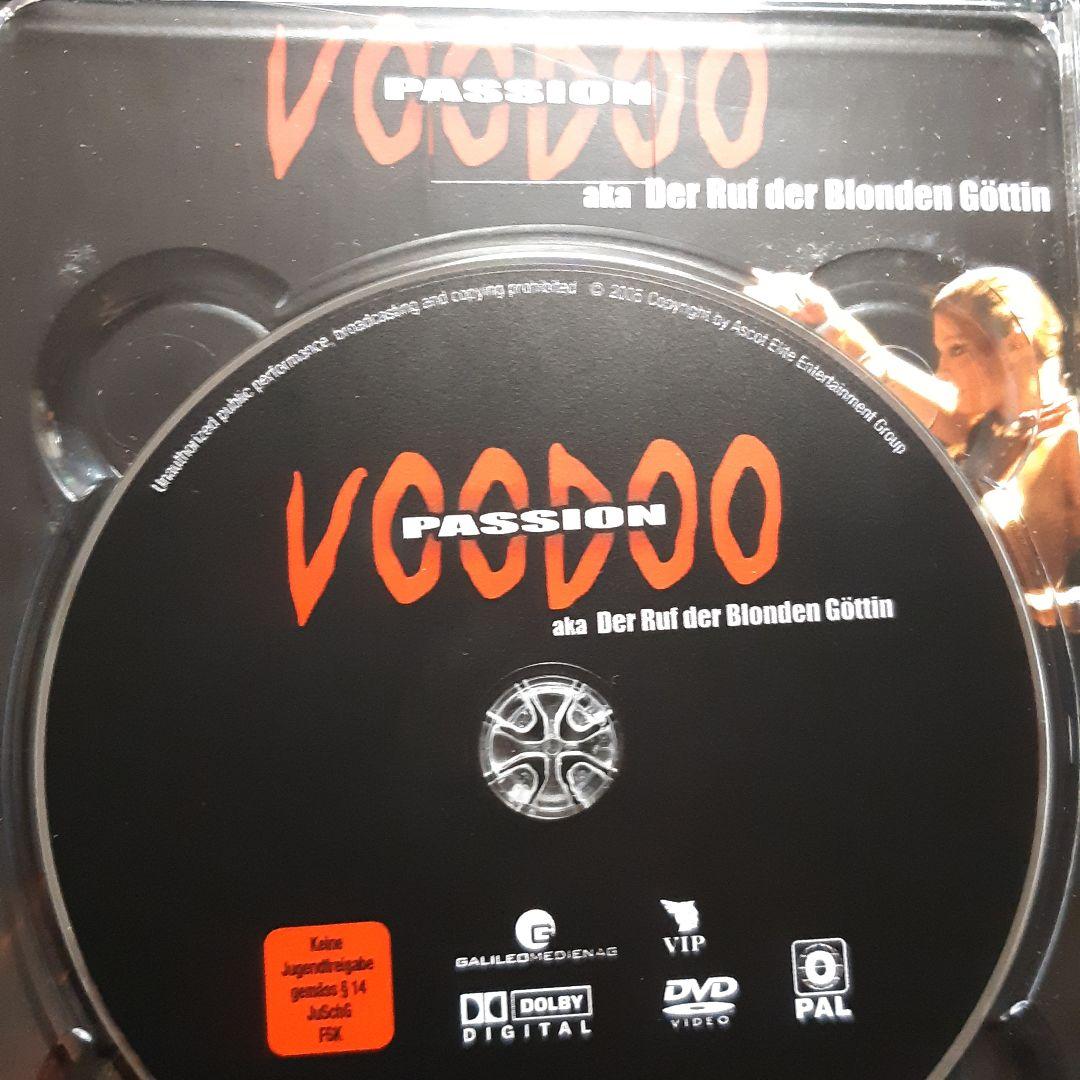 VOODOO
PASSION
aka Der Ruf der Blonden Göttin
Unauthorized public performance, broadcasting and copying prohibited © 2005 Copyright by Ascot Elite Entertainment Group
VOODOO
PASSION
aka Der Ruf der Blonden Göttin
Keine
Jugendfreigabe
gemäss § 14
JuSchG
FSK
G
GALILEOMEDIENAG
DOLBY
DIGITAL
VIP
DVD
VIDEO
0
PAL